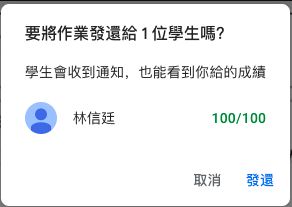 要將作業發還給 1 位學生嗎?
學生會收到通知，也能看到你給的成績
林信廷 100/100
取消 發還